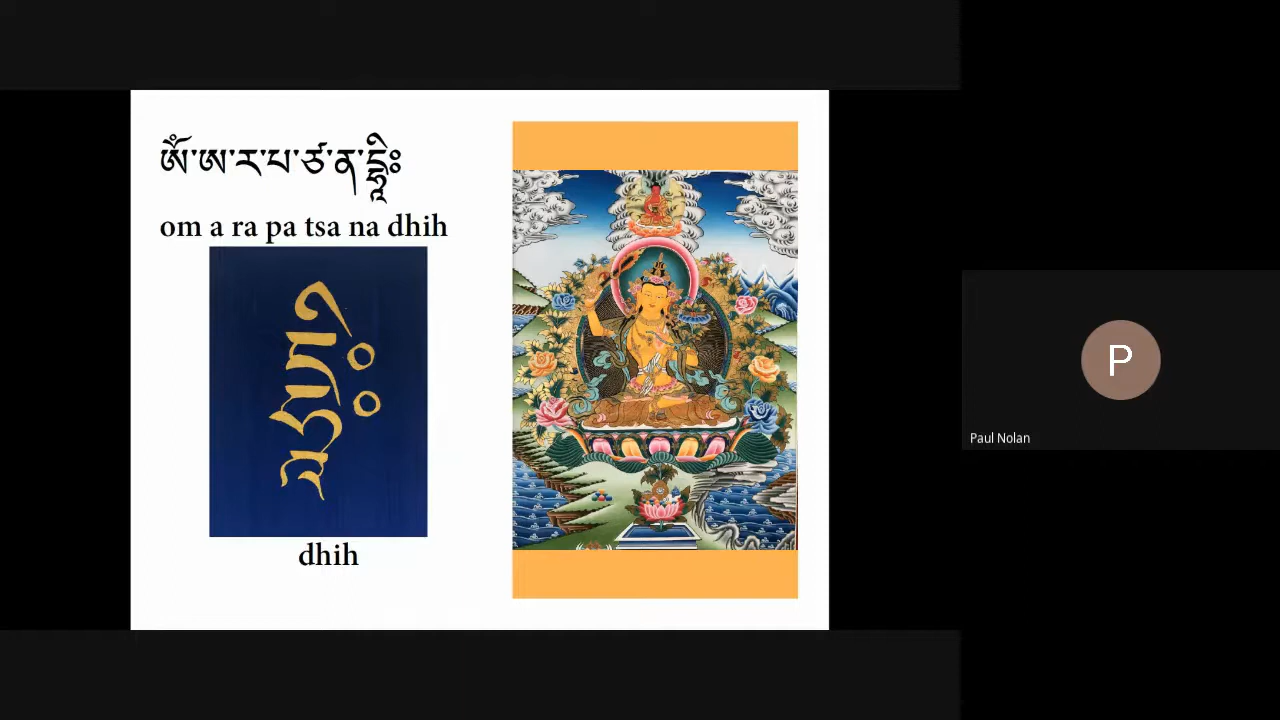 ༀ་ཨ་ར་པ་ཙ་ན་དྷཱིཿ
om a ra pa tsa na dhih
དྷཱིཿ
dhih
P
Paul Nolan